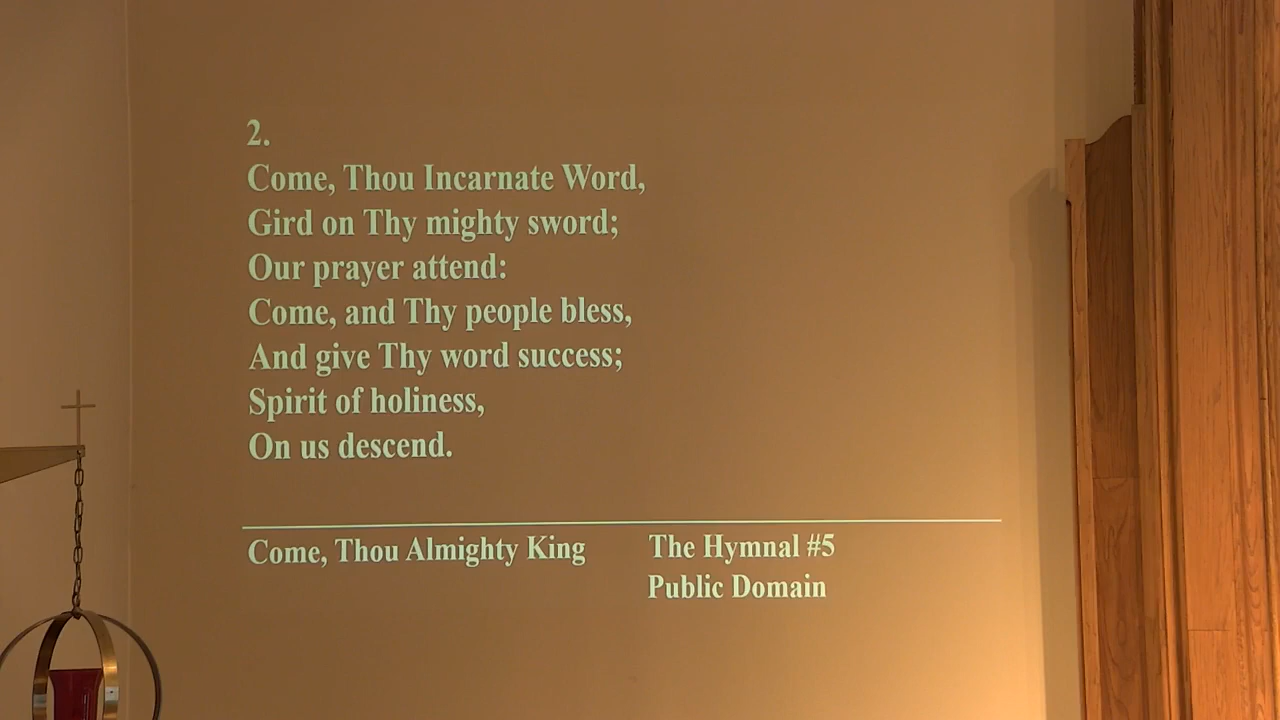 2.
Come, Thou Incarnate Word,
Gird on Thy mighty sword;
Our prayer attend:
Come, and Thy people bless,
And give Thy word success;
Spirit of holiness,
On us descend.
Come, Thou Almighty King
The Hymnal #5
Public Domain